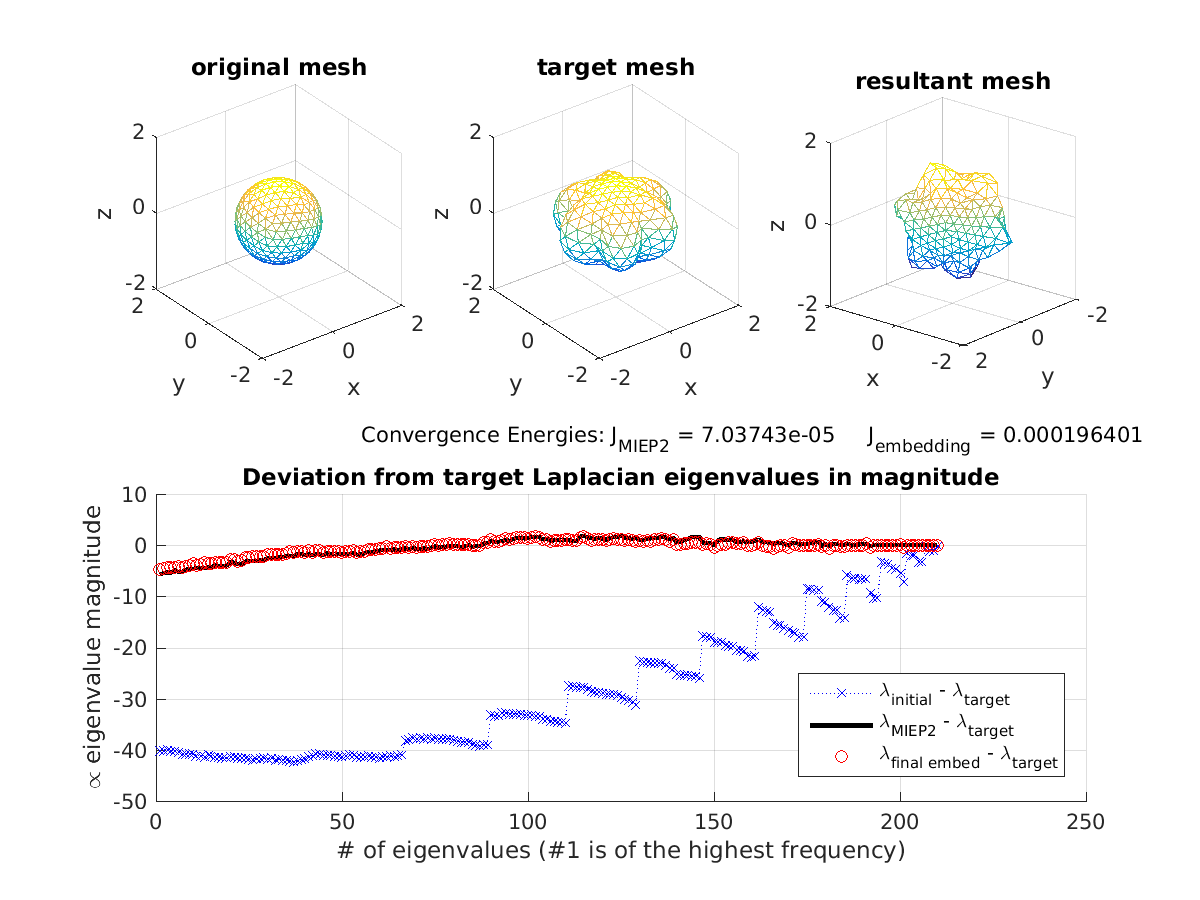 original mesh
target mesh
resultant mesh
2
0
-2
z
2
0
-2
y
-2
0
2
x
2
0
-2
z
2
0
-2
y
-2
0
2
x
2
0
-2
z
2
0
-2
x
2
0
-2
y
Convergence Energies: J_MIEP2 = 7.03743e-05 J_embedding = 0.000196401
Deviation from target Laplacian eigenvalues in magnitude
10
0
-10
-20
-30
-40
-50
∝ eigenvalue magnitude
0 50 100 150 200 250
# of eigenvalues (#1 is of the highest frequency)
λ_initial - λ_target
λ_MIEP2 - λ_target
λ_final embed - λ_target